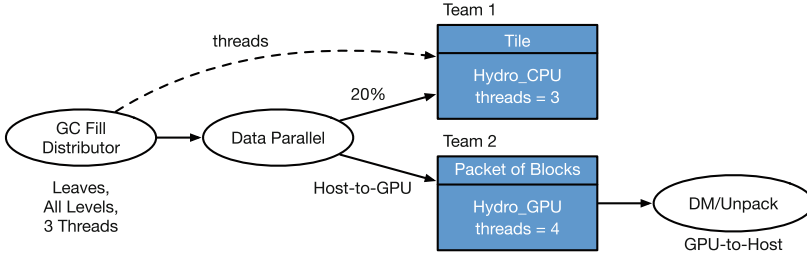 Team 1
threads
Tile
Hydro_CPU
threads = 3
20%
GC Fill
Distributor
Data Parallel
Leaves,
All Levels,
3 Threads
Host-to-GPU
Team 2
Packet of Blocks
Hydro_GPU
threads = 4
DM/Unpack
GPU-to-Host